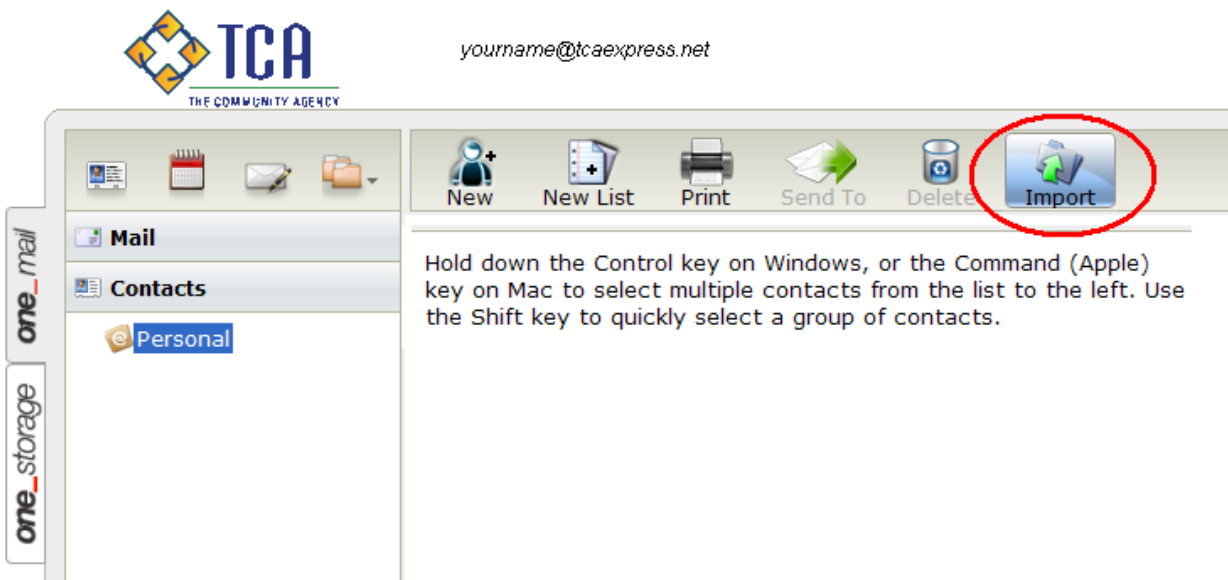 TCA
THE COMMUNITY AGENCY
yourname@tcaexpress.net
New
New List
Print
Send To
Delete
Import
one_mail
one_storage
Mail
Contacts
Personal
Hold down the Control key on Windows, or the Command (Apple)
key on Mac to select multiple contacts from the list to the left. Use
the Shift key to quickly select a group of contacts.